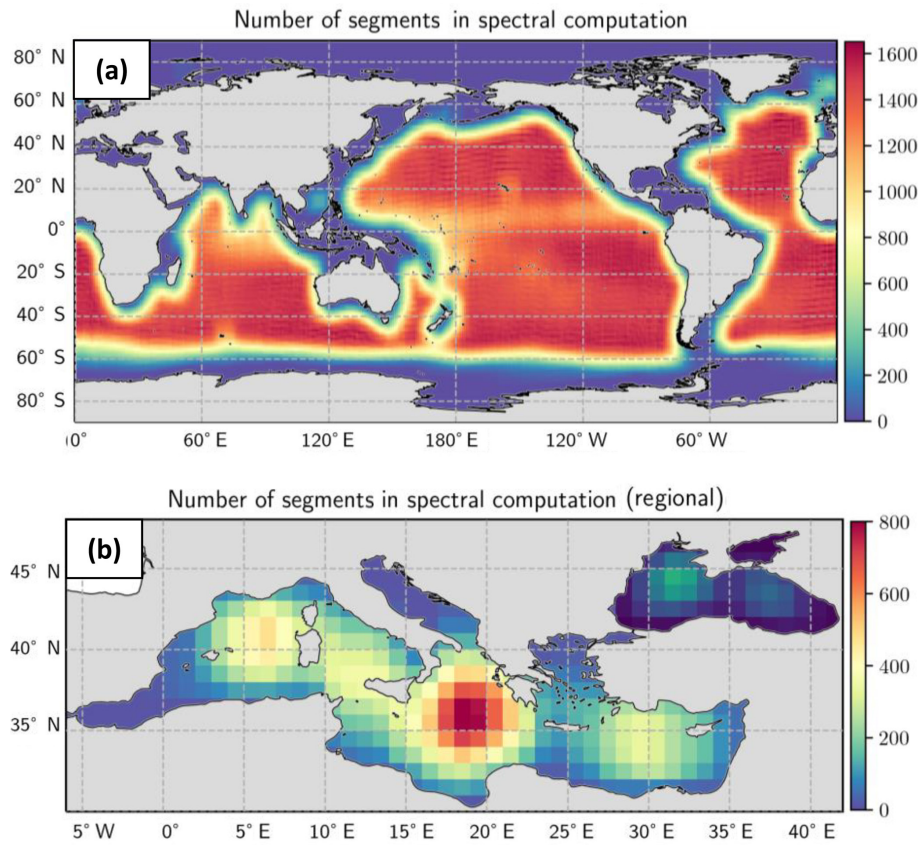 Number of segments in spectral computation
(a)
80° N
60° N
40° N
20° N
0°
20° S
40° S
60° S
80° S
0°
60° E
120° E
180° E
120° W
60° W
1600
1400
1200
1000
800
600
400
200
0
Number of segments in spectral computation (regional)
(b)
45° N
40° N
35° N
5° W
0°
5° E
10° E
15° E
20° E
25° E
30° E
35° E
40° E
800
600
400
200
0